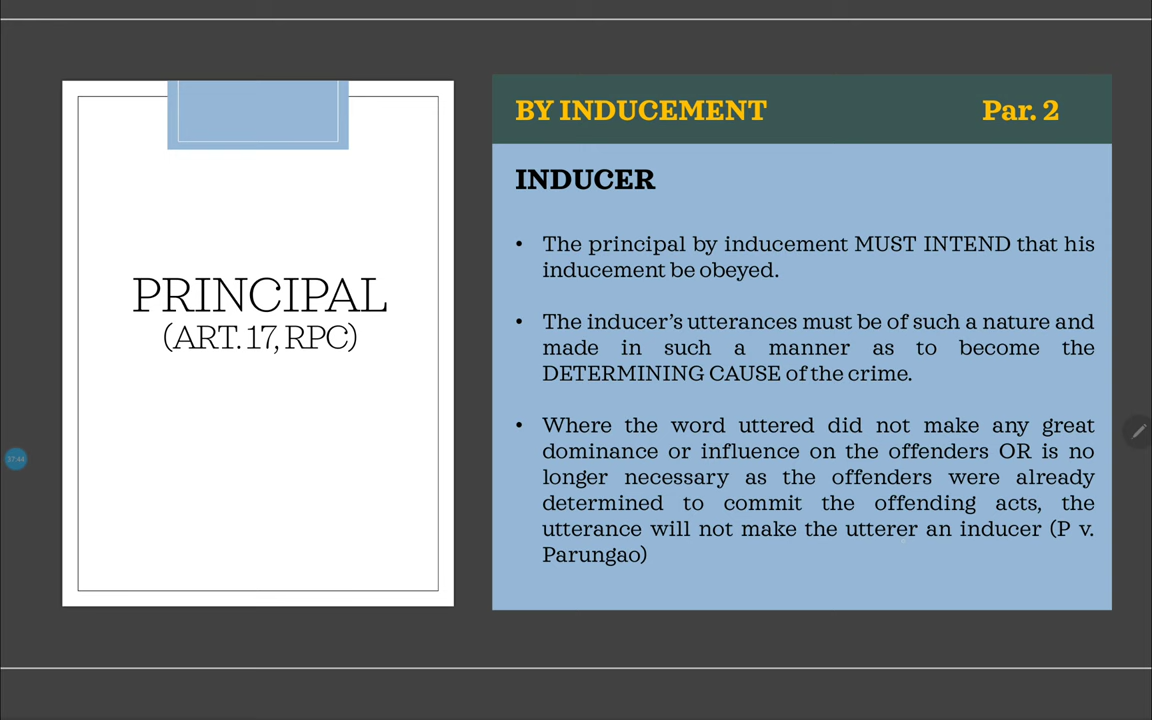 PRINCIPAL
(ART. 17, RPC)
BY INDUCEMENT Par. 2
INDUCER
• The principal by inducement MUST INTEND that his
inducement be obeyed.
• The inducer's utterances must be of such a nature and
made in such a manner as to become the
DETERMINING CAUSE of the crime.
• Where the word uttered did not make any great
dominance or influence on the offenders OR is no
longer necessary as the offenders were already
determined to commit the offending acts, the
utterance will not make the utterer an inducer (P v.
Parungao)
37:44